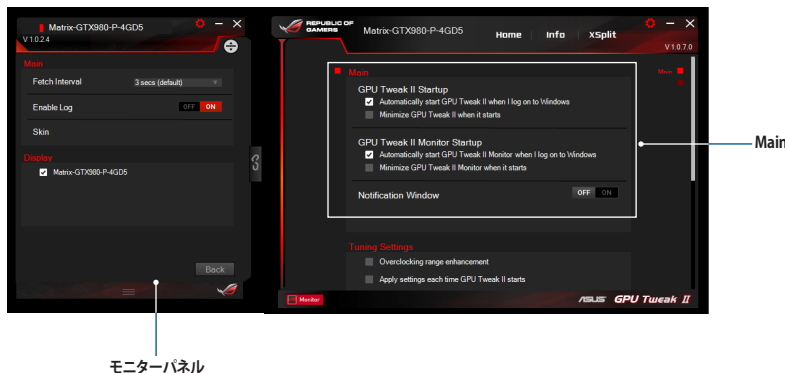 Matrix-GTX980-P-4GD5
V 1.0.2.4
Main
Fetch Interval 3 secs (default)
Enable Log OFF ON
Skin
Display
Matrix-GTX980-P-4GD5
Back
モニターパネル
REPUBLIC OF
GAMERS
Matrix-GTX980-P-4GD5
Home Info XSplit
V 1.0.7.0
Main
Main
GPU Tweak II Startup
Automatically start GPU Tweak II when I log on to Windows
Minimize GPU Tweak II when it starts
GPU Tweak II Monitor Startup
Automatically start GPU Tweak II Monitor when I log on to Windows
Minimize GPU Tweak II Monitor when it starts
Notification Window OFF ON
Tuning Settings
Overclocking range enhancement
Apply settings each time GPU Tweak II starts
Monitor
ASUS GPU Tweak II
Main